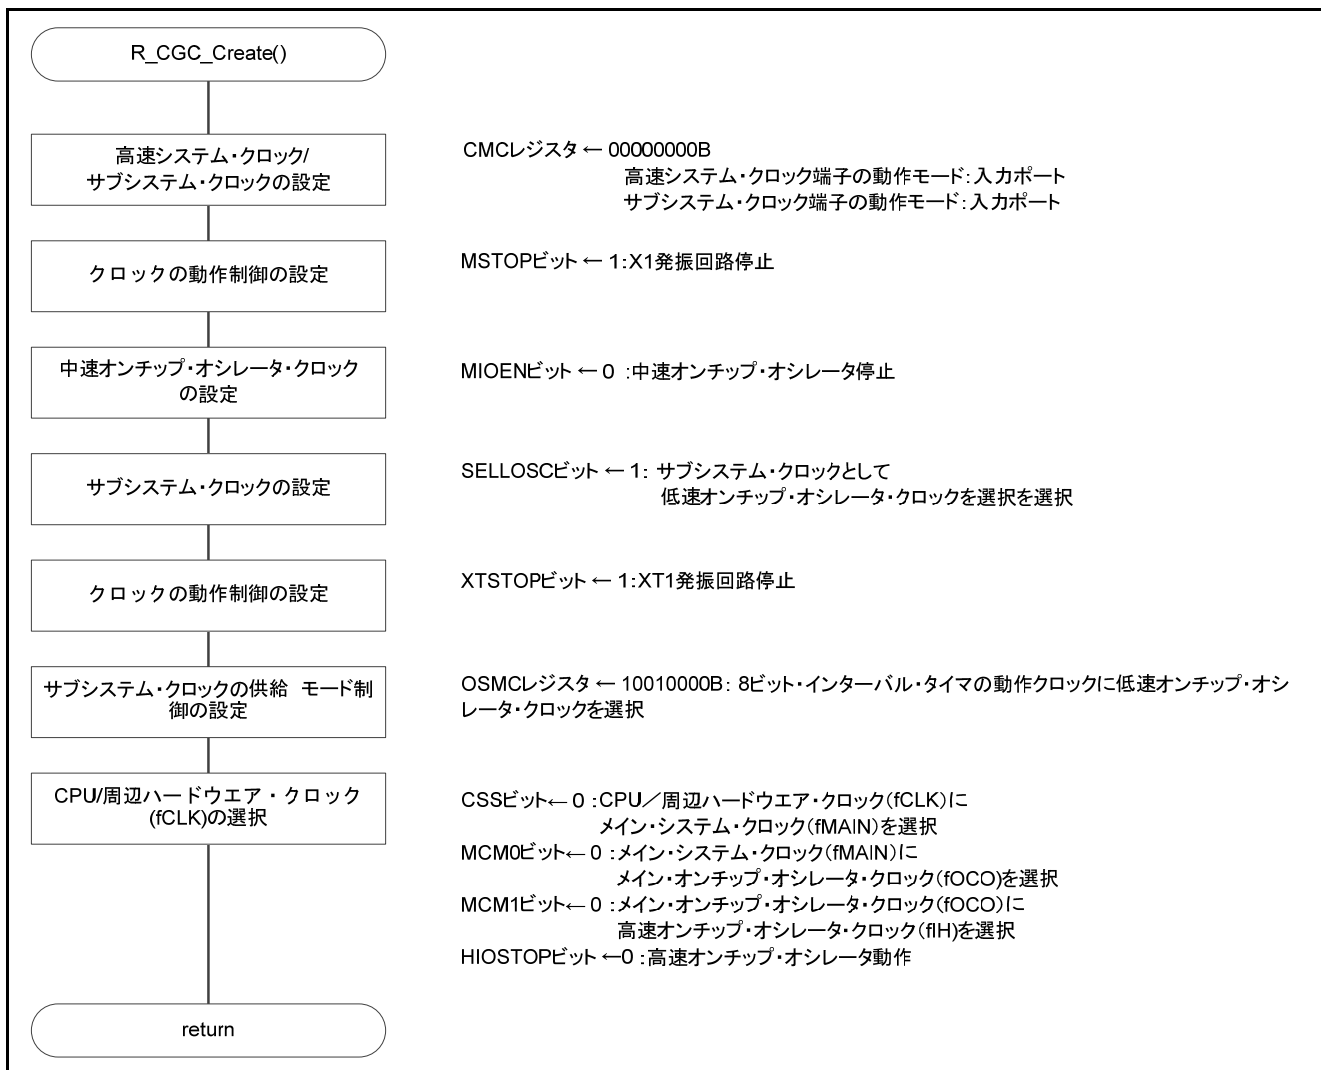 R_CGC_Create()
高速システム・クロック/
サブシステム・クロックの設定
CMCレジスタ ← 00000000B
高速システム・クロック端子の動作モード:入力ポート
サブシステム・クロック端子の動作モード:入力ポート
クロックの動作制御の設定
MSTOPビット ← 1:X1発振回路停止
中速オンチップ・オシレータ・クロック
の設定
MIOENビット ← 0 :中速オンチップ・オシレータ停止
サブシステム・クロックの設定
SELLOSCビット ← 1: サブシステム・クロックとして
低速オンチップ・オシレータ・クロックを選択を選択
クロックの動作制御の設定
XTSTOPビット ← 1:XT1発振回路停止
サブシステム・クロックの供給 モード制
御の設定
OSMCレジスタ ← 10010000B: 8ビット・インターバル・タイマの動作クロックに低速オンチップ・オシ
レータ・クロックを選択
CPU/周辺ハードウエア・クロック
(fCLK)の選択
CSSビット← 0 :CPU/周辺ハードウエア・クロック(fCLK)に
メイン・システム・クロック(fMAIN)を選択
MCM0ビット← 0 :メイン・システム・クロック(fMAIN)に
メイン・オンチップ・オシレータ・クロック(fOCO)を選択
MCM1ビット← 0 :メイン・オンチップ・オシレータ・クロック(fOCO)に
高速オンチップ・オシレータ・クロック(fIH)を選択
HIOSTOPビット ←0 :高速オンチップ・オシレータ動作
return